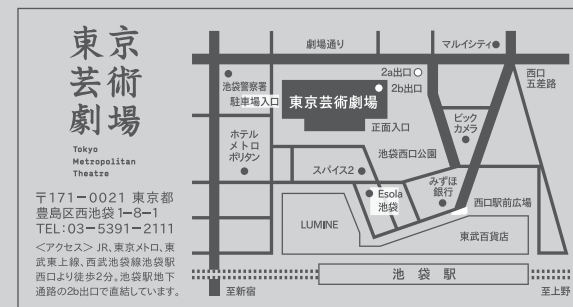 東京
芸術
劇場
Tokyo
Metropolitan
Theatre
〒171-0021 東京都
豊島区西池袋1-8-1
TEL:03-5391-2111
<アクセス> JR、東京メトロ、東
武東上線、西武池袋線池袋駅
西口より徒歩2分。池袋駅地下
通路の2b出口で直結しています。
劇場通り
マルイシティ
2a出口
2b出口
西口
五差路
池袋警察署
駐車場入口
東京芸術劇場
正面入口
ビック
カメラ
ホテル
メトロ
ポリタン
池袋西口公園
スパイス2
Esola
池袋
みずほ
銀行
西口駅前広場
LUMINE
東武百貨店
池袋駅
至新宿
至上野